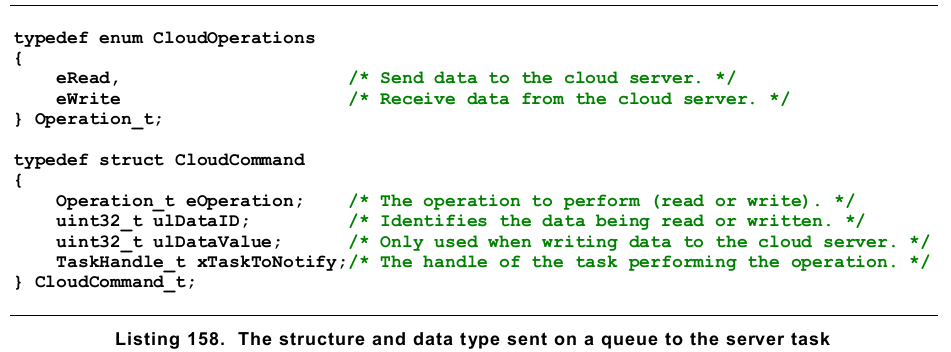 typedef enum CloudOperations
{
    eRead,                       /* Send data to the cloud server. */
    eWrite                       /* Receive data from the cloud server. */
} Operation_t;

typedef struct CloudCommand
{
    Operation_t eOperation;      /* The operation to perform (read or write). */
    uint32_t ulDataID;           /* Identifies the data being read or written. */
    uint32_t ulDataValue;        /* Only used when writing data to the cloud server. */
    TaskHandle_t xTaskToNotify;/* The handle of the task performing the operation. */
} CloudCommand_t;

Listing 158. The structure and data type sent on a queue to the server task